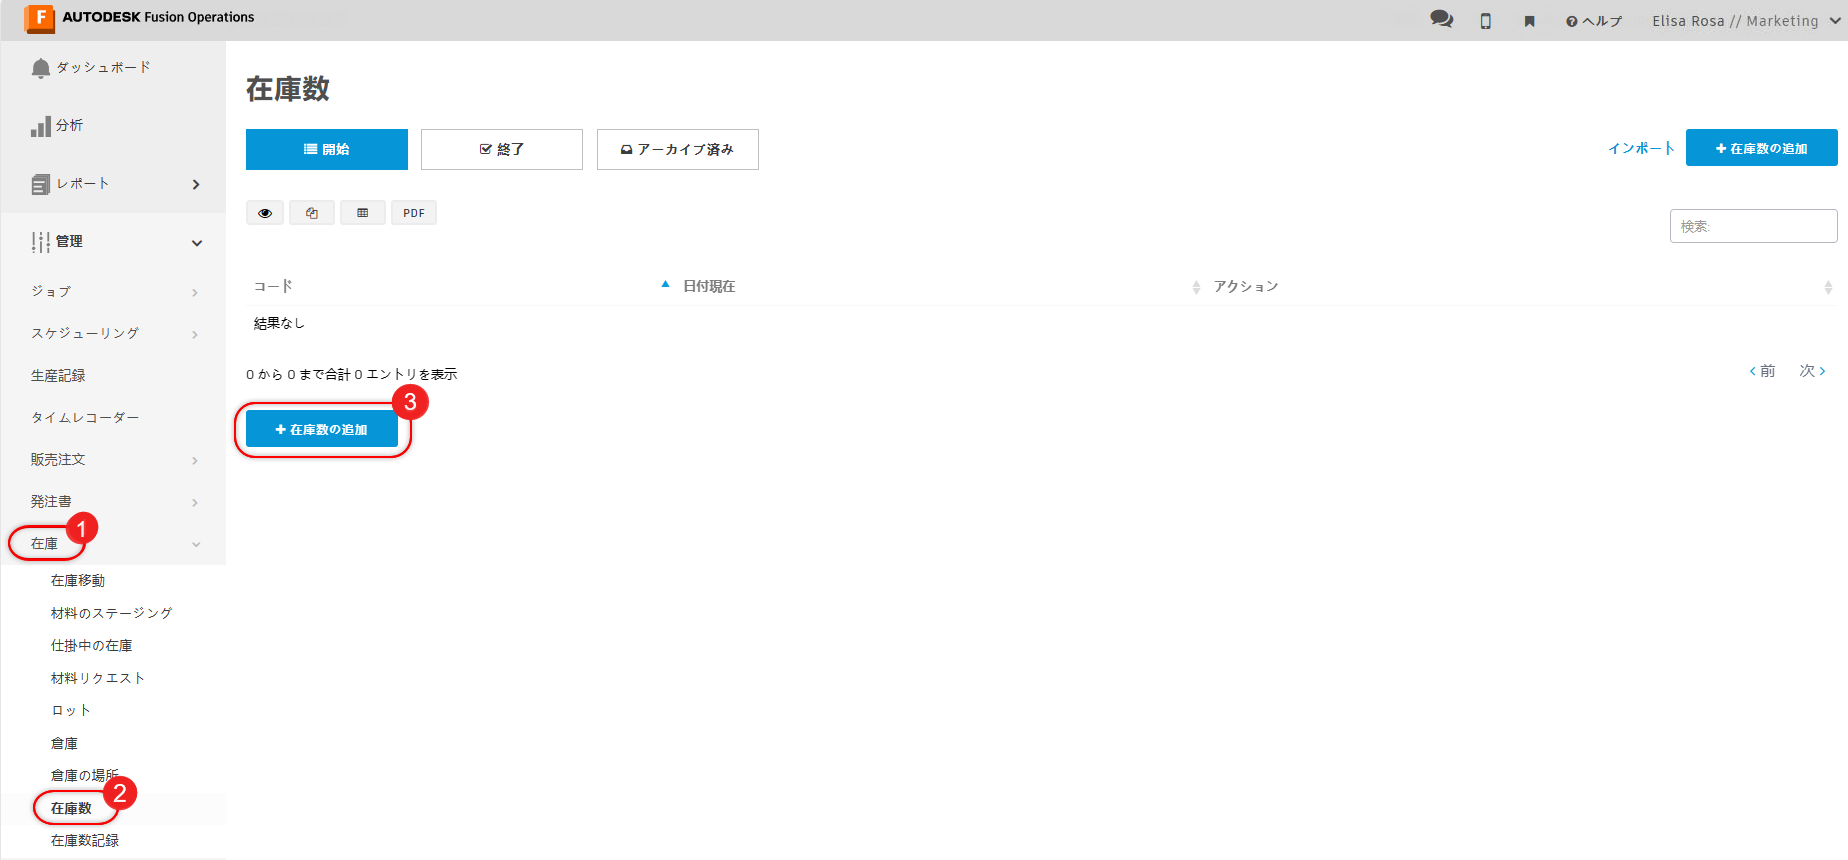 F AUTODESK Fusion Operations
ヘルプ
Elisa Rosa // Marketing
ダッシュボード
分析
レポート
管理
ジョブ
スケジューリング
生産記録
タイムレコーダー
販売注文
発注書
1
在庫
在庫移動
材料のステージング
仕掛中の在庫
材料リクエスト
ロット
倉庫
倉庫の場所
2
在庫数
在庫数記録
在庫数
開始
終了
アーカイブ済み
インポート
在庫数の追加
PDF
検索:
コード
日付現在
アクション
結果なし
0 から 0 まで合計 0 エントリを表示
前
次
3
在庫数の追加